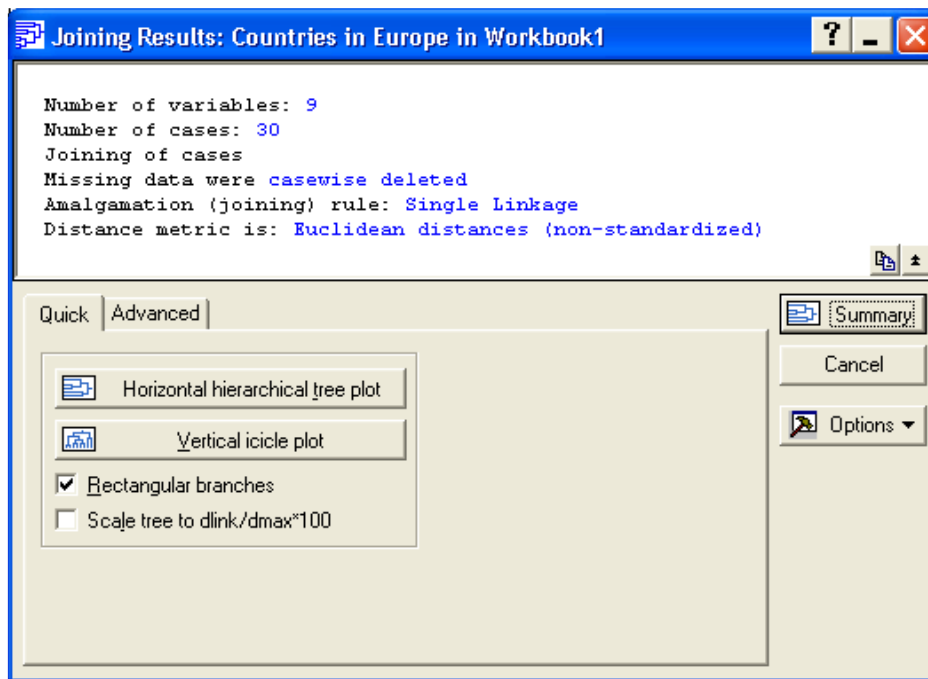 Joining Results: Countries in Europe in Workbook1
Number of variables: 9
Number of cases: 30
Joining of cases
Missing data were casewise deleted
Amalgamation (joining) rule: Single Linkage
Distance metric is: Euclidean distances (non-standardized)
Quick
Advanced
Horizontal hierarchical tree plot
Vertical icicle plot
Rectangular branches
Scale tree to dlink/dmax*100
Summary
Cancel
Options